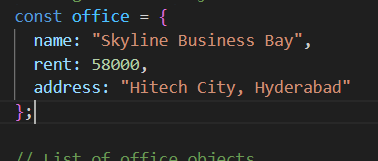 const office = {
name: "Skyline Business Bay",
rent: 58000,
address: "Hitech City, Hyderabad"
};
// List of office objects